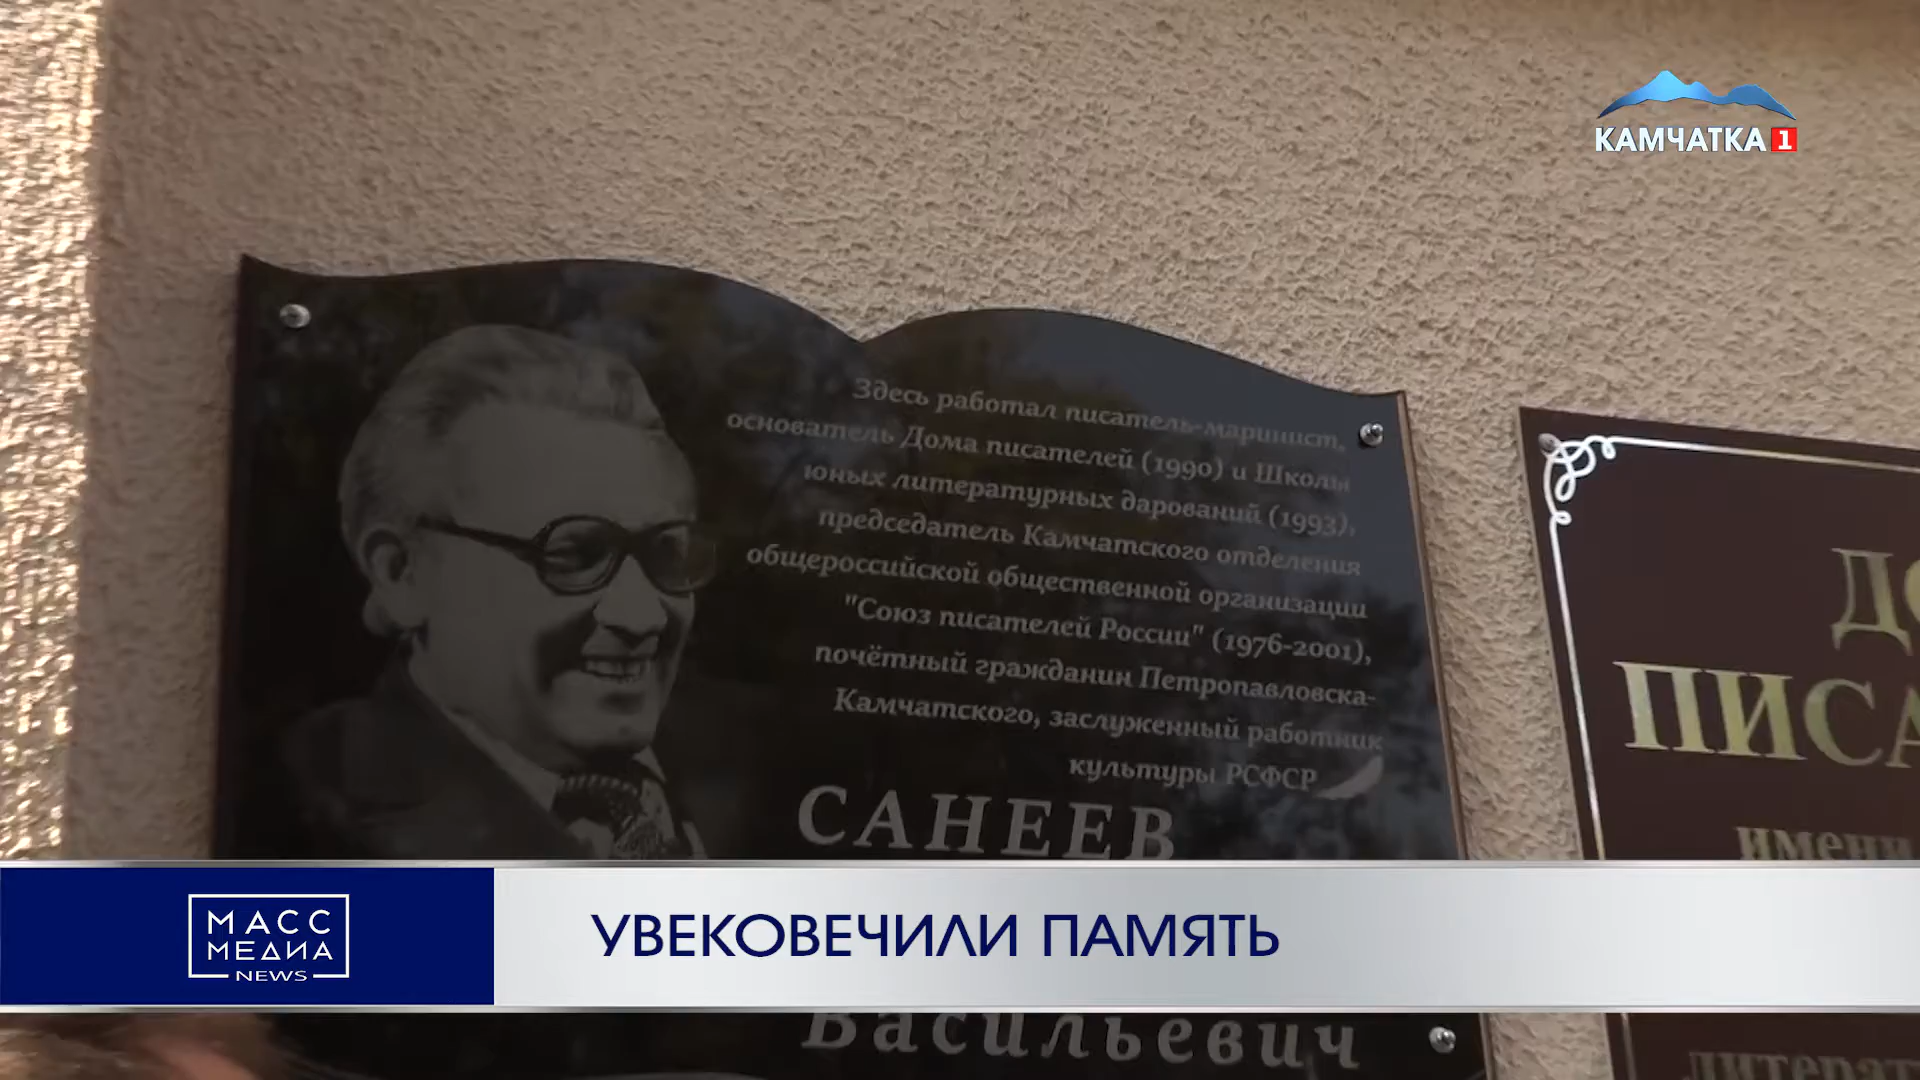 КАМЧАТКА 1
Здесь работал писатель-маринист,
основатель Дома писателей (1990) и Школы
юных литературных дарований (1993),
председатель Камчатского отделения
общероссийской общественной организации
"Союз писателей России" (1976-2001),
почётный гражданин Петропавловска-
Камчатского, заслуженный работник
культуры РСФСР
САНЕЕВ
Васильевич
ПИСА
имени
МАСС
МЕДИА
NEWS
УВЕКОВЕЧИЛИ ПАМЯТЬ